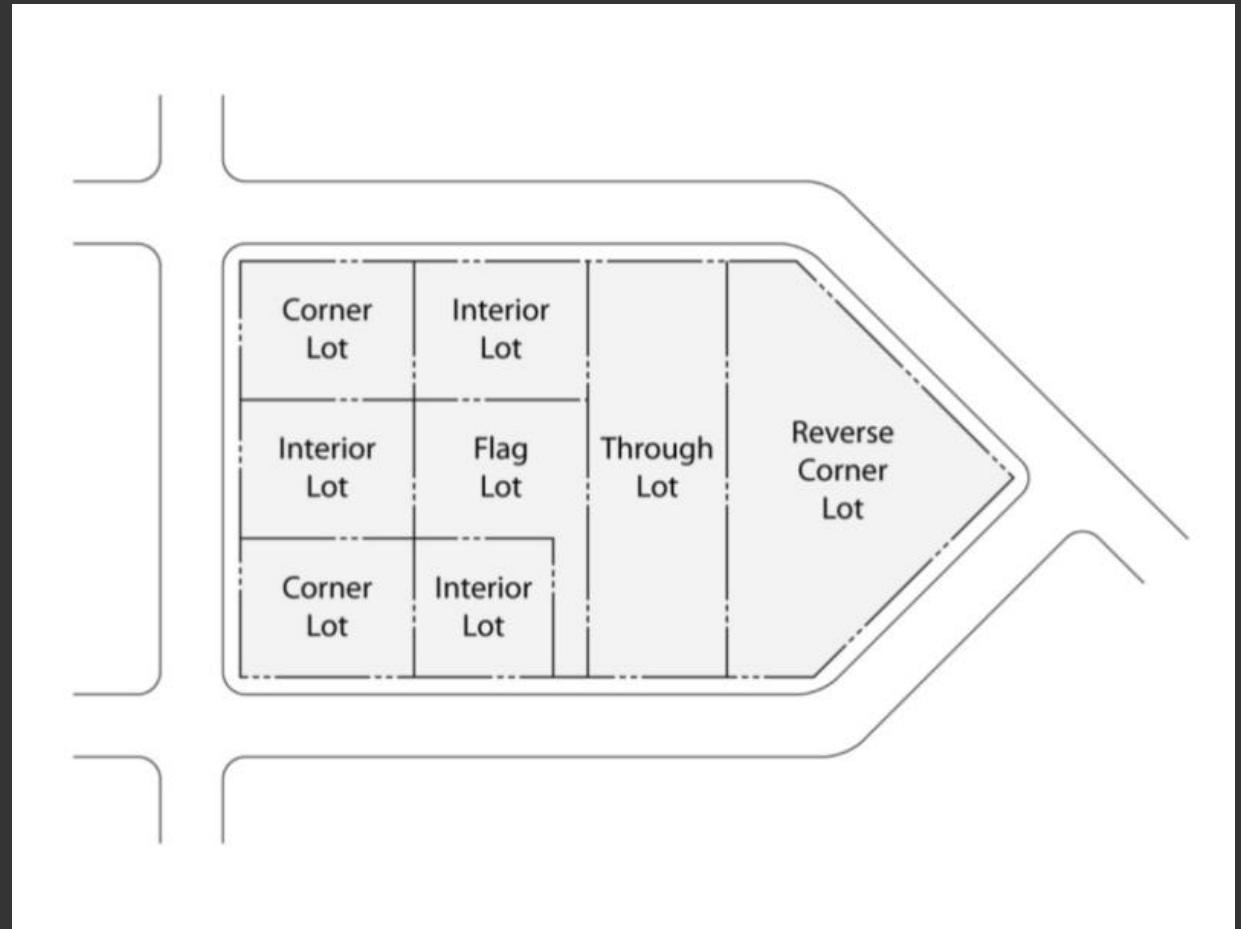 Corner
Lot
Interior
Lot
Interior
Lot
Flag
Lot
Through
Lot
Reverse
Corner
Lot
Corner
Lot
Interior
Lot